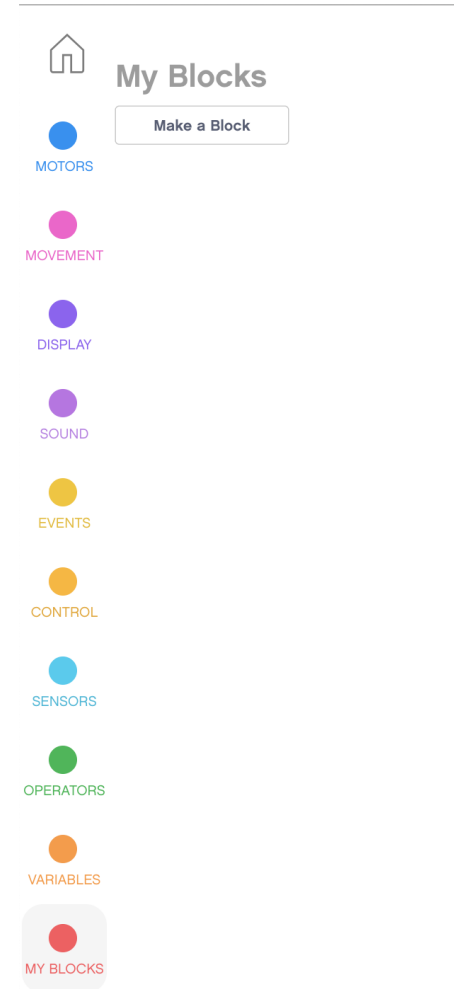 My Blocks
Make a Block
MOTORS
MOVEMENT
DISPLAY
SOUND
EVENTS
CONTROL
SENSORS
OPERATORS
VARIABLES
MY BLOCKS